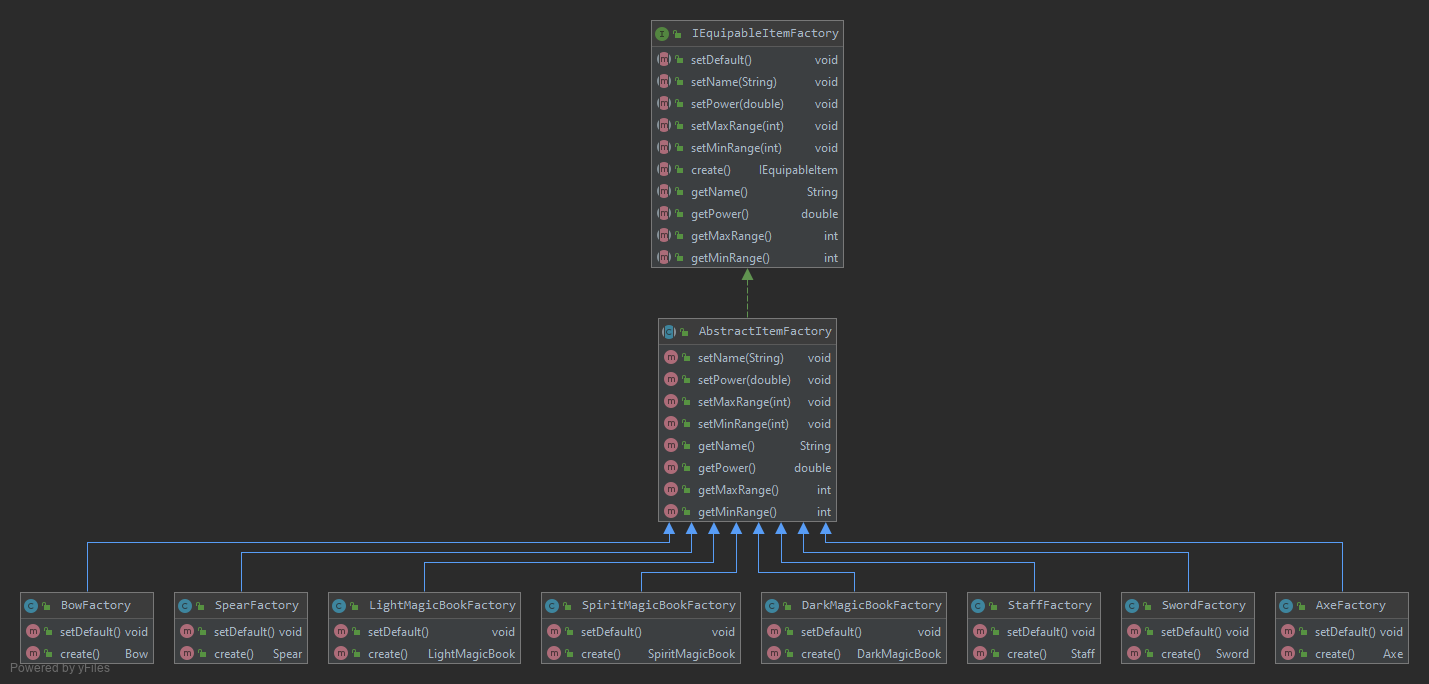 IEquipableItemFactory
setDefault() void
setName(String) void
setPower(double) void
setMaxRange(int) void
setMinRange(int) void
create() IEquipableItem
getName() String
getPower() double
getMaxRange() int
getMinRange() int
AbstractItemFactory
setName(String) void
setPower(double) void
setMaxRange(int) void
setMinRange(int) void
getName() String
getPower() double
getMaxRange() int
getMinRange() int
BowFactory
setDefault() void
create() Bow
SpearFactory
setDefault() void
create() Spear
LightMagicBookFactory
setDefault() void
create() LightMagicBook
SpiritMagicBookFactory
setDefault() void
create() SpiritMagicBook
DarkMagicBookFactory
setDefault() void
create() DarkMagicBook
StaffFactory
setDefault() void
create() Staff
SwordFactory
setDefault() void
create() Sword
AxeFactory
setDefault() void
create() Axe
Powered by yFiles